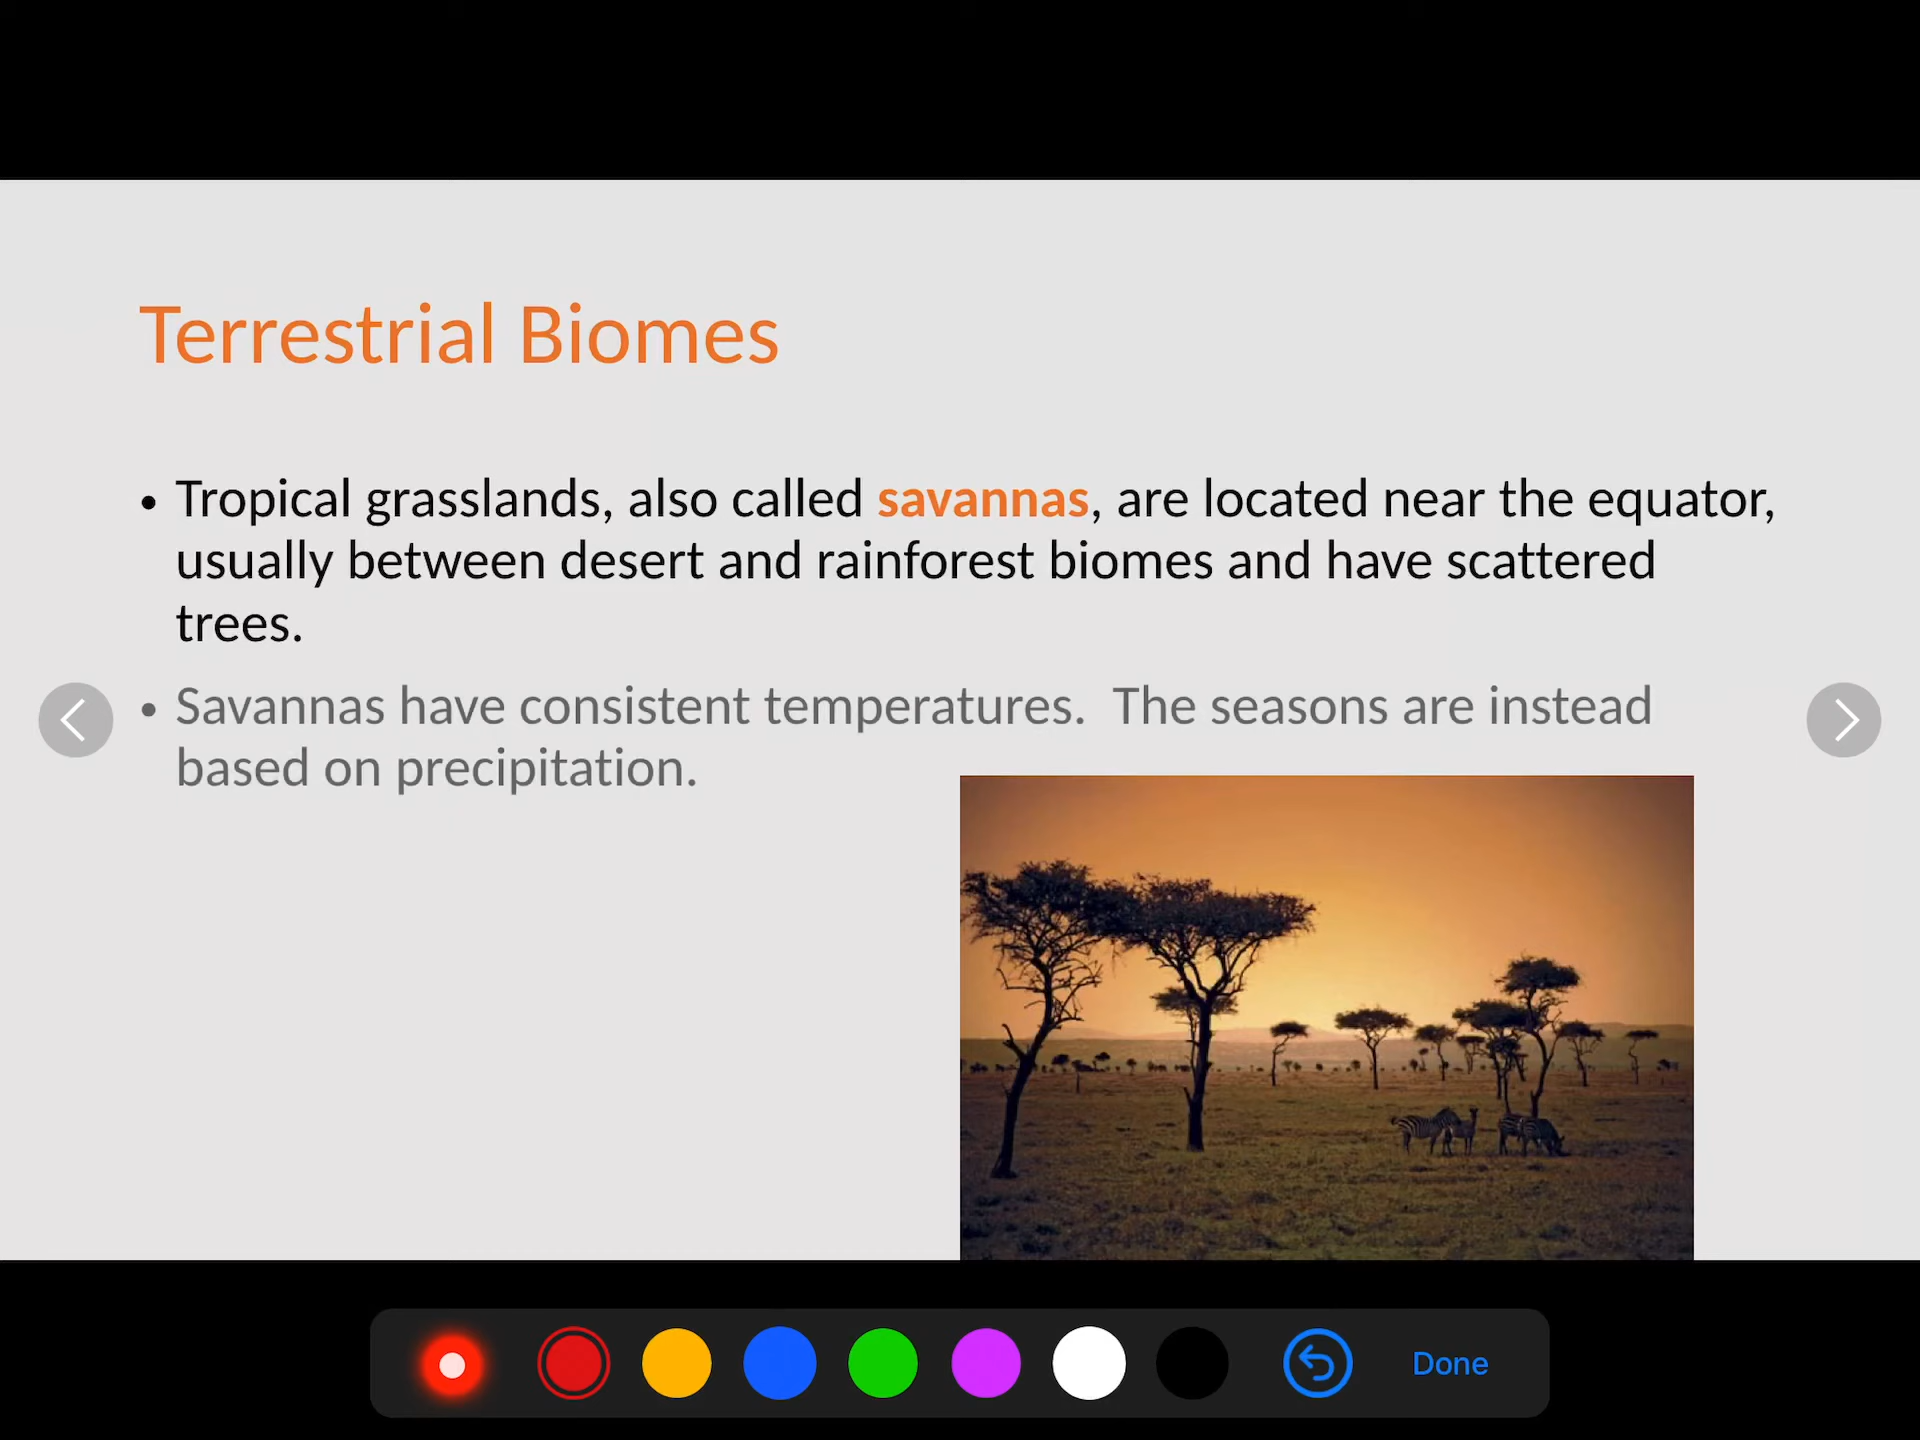 Terrestrial Biomes
• Tropical grasslands, also called savannas, are located near the equator,
usually between desert and rainforest biomes and have scattered
trees.
• Savannas have consistent temperatures.  The seasons are instead
based on precipitation.
Done